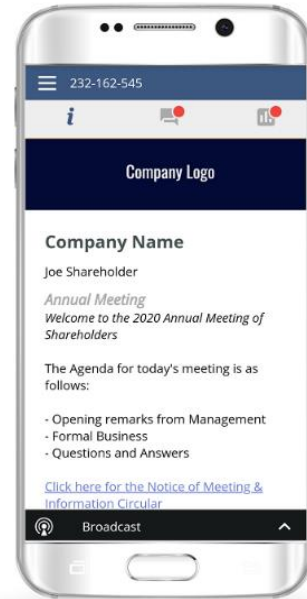 232-162-545
i
Company Logo
Company Name
Joe Shareholder
Annual Meeting
Welcome to the 2020 Annual Meeting of
Shareholders
The Agenda for today's meeting is as
follows:
- Opening remarks from Management
- Formal Business
- Questions and Answers
Click here for the Notice of Meeting &
Information Circular
Broadcast